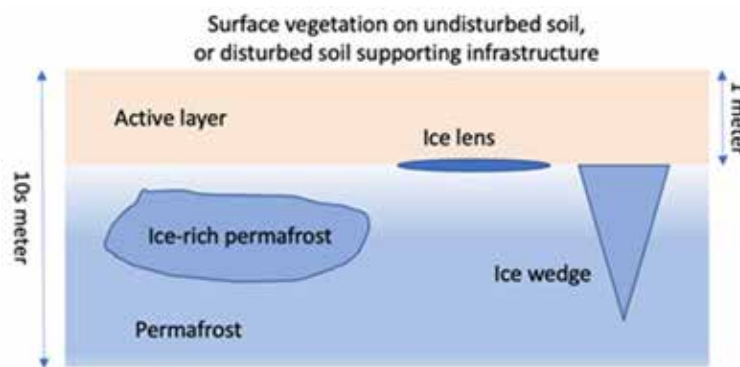 Surface vegetation on undisturbed soil,
or disturbed soil supporting infrastructure
Active layer
1 meter
Ice lens
10s meter
Ice-rich permafrost
Ice wedge
Permafrost